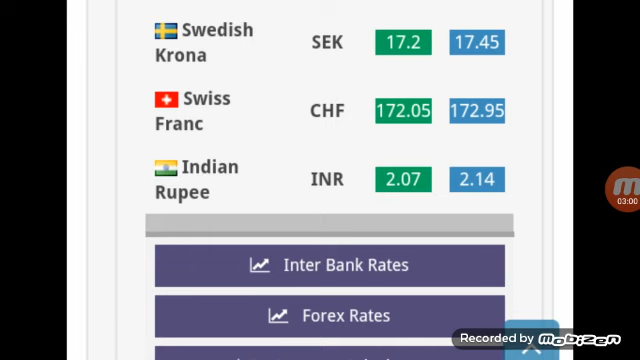 Swedish Krona SEK 17.2 17.45
Swiss Franc CHF 172.05 172.95
Indian Rupee INR 2.07 2.14
03:00
Inter Bank Rates
Forex Rates
Recorded by MOBIZEN